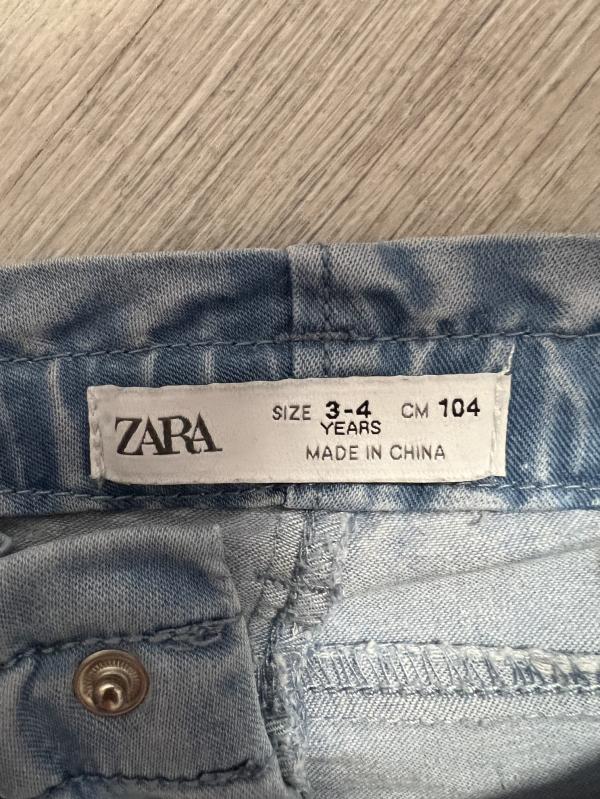 ZARA
SIZE 3-4 CM 104
YEARS
MADE IN CHINA